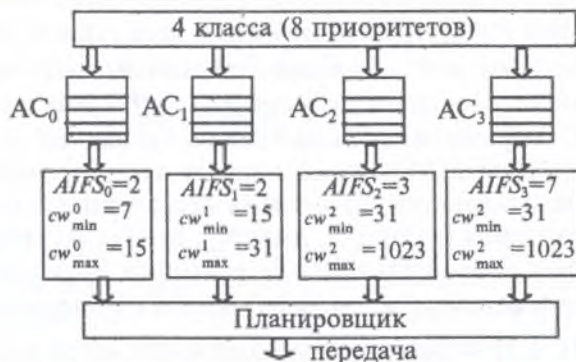 4 класса (8 приоритетов)
AC₀ AC₁ AC₂ AC₃
AIFS₀=2 AIFS₁=2 AIFS₂=3 AIFS₃=7
cw⁰min =7 cw¹min =15 cw²min =31 cw²min =31
cw⁰max =15 cw¹max =31 cw²max =1023 cw²max =1023
Планировщик
передача